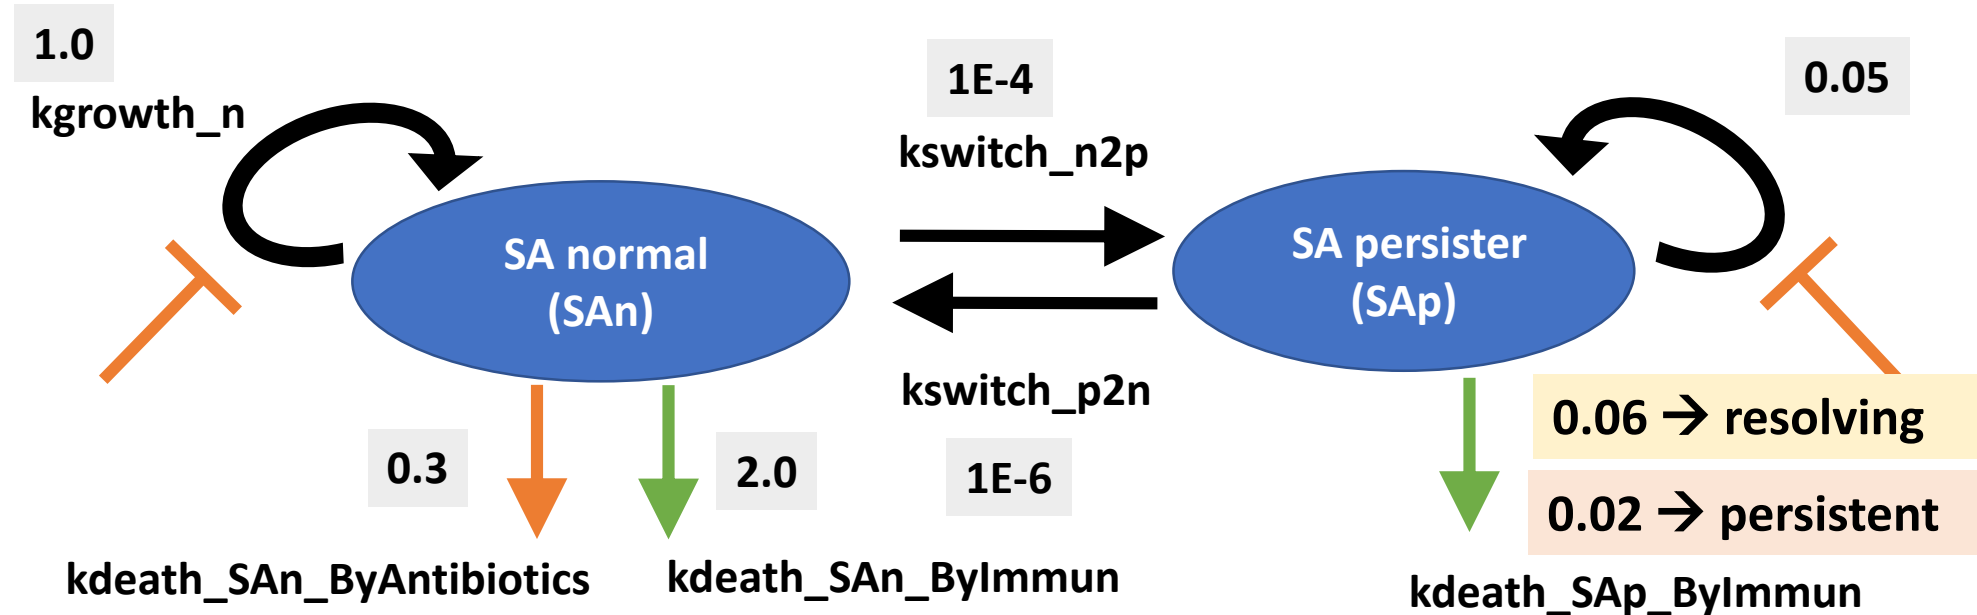 1.0
kgrowth_n
1E-4
kswitch_n2p
0.05
SA normal
(SAn)
SA persister
(SAp)
kswitch_p2n
1E-6
0.3
2.0
0.06 → resolving
0.02 → persistent
kdeath_SAn_ByAntibiotics
kdeath_SAn_ByImmun
kdeath_SAp_ByImmun